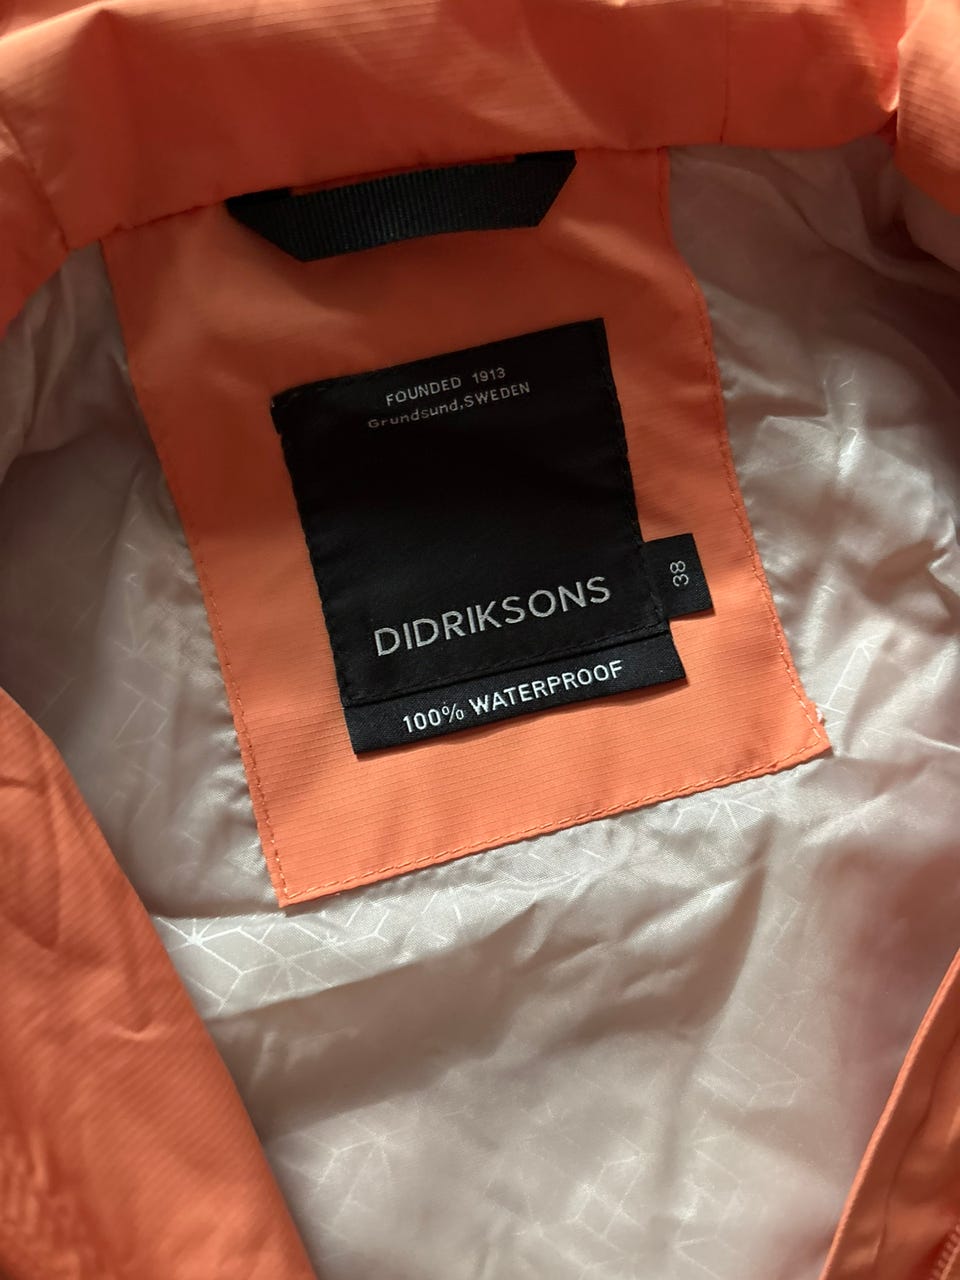 FOUNDED 1913
Grundsund,SWEDEN
DIDRIKSONS
38
100% WATERPROOF